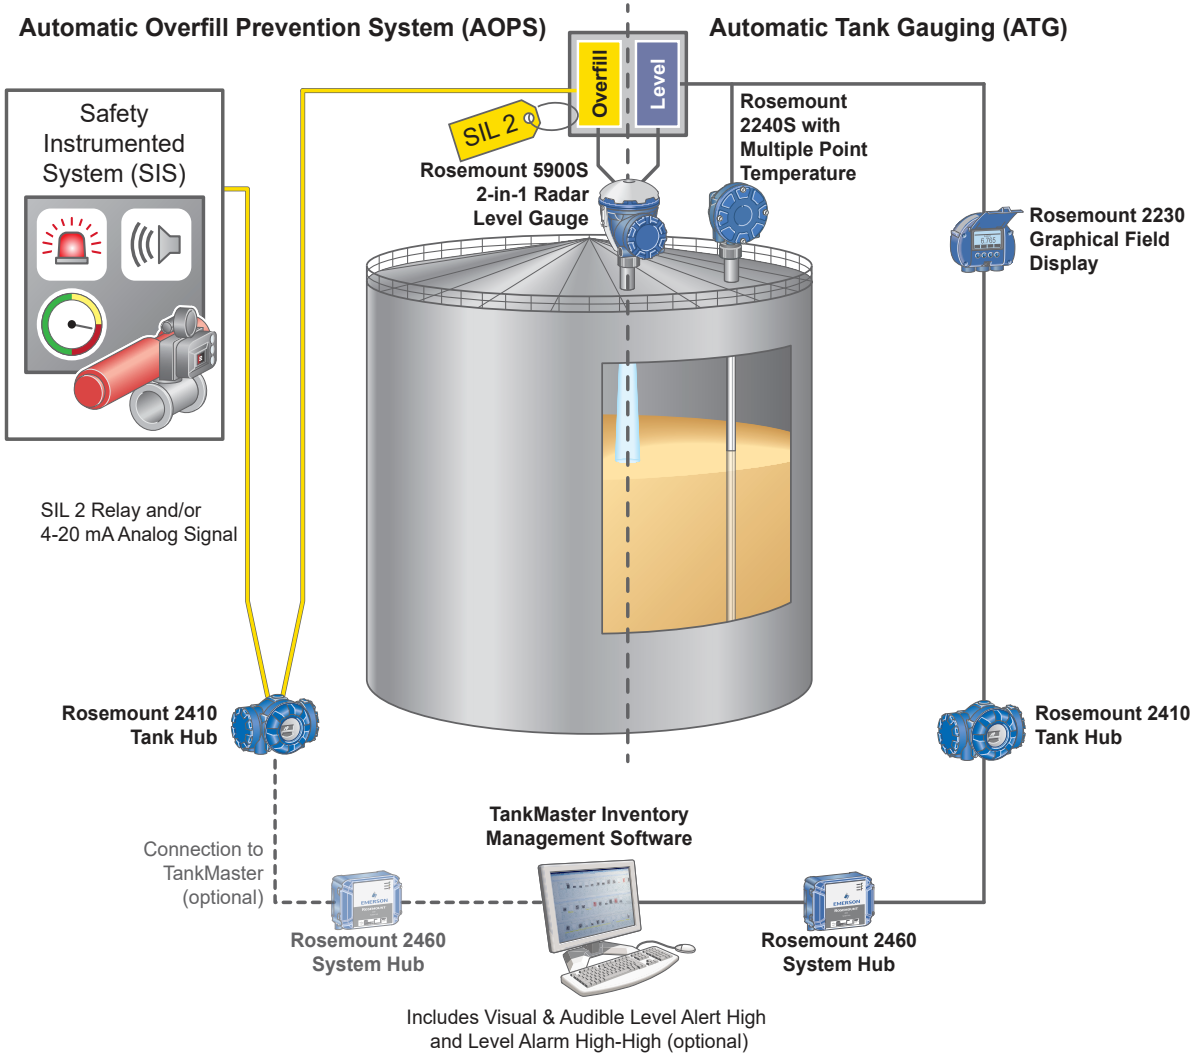 Automatic Overfill Prevention System (AOPS)
Automatic Tank Gauging (ATG)
Safety
Instrumented
System (SIS)
Overfill
Level
SIL 2
Rosemount 5900S
2-in-1 Radar
Level Gauge
Rosemount
2240S with
Multiple Point
Temperature
Rosemount 2230
Graphical Field
Display
6.765
SIL 2 Relay and/or
4-20 mA Analog Signal
Rosemount 2410
Tank Hub
Rosemount 2410
Tank Hub
Connection to
TankMaster
(optional)
TankMaster Inventory
Management Software
EMERSON
ROSEMOUNT
Rosemount 2460
System Hub
EMERSON
ROSEMOUNT
Rosemount 2460
System Hub
Includes Visual & Audible Level Alert High
and Level Alarm High-High (optional)